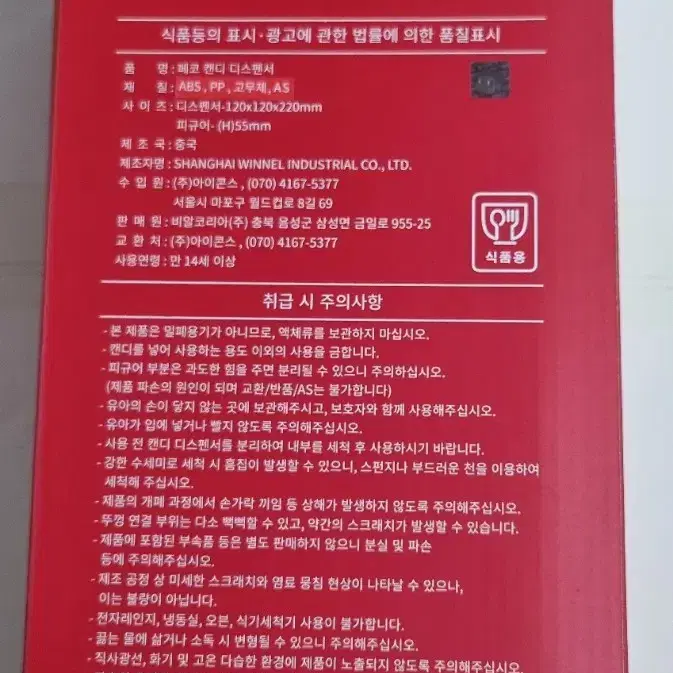 식품등의 표시·광고에 관한 법률에 의한 품질표시
품 명 : 페코 캔디 디스펜서
재 질 : ABS , PP , 고무체, AS
사 이 즈 : 디스펜서-120x120x220mm
피규어- (H)55mm
제 조 국 : 중국
제조자명 : SHANGHAI WINNEL INDUSTRIAL CO., LTD.
수 입 원 : (주)아이콘스 , (070) 4167-5377
서울시 마포구 월드컵로 8길 69
판 매 원 : 비알코리아(주) 충북 음성군 삼성면 금일로 955-25
교 환 처 : (주)아이콘스 , (070) 4167-5377
사용연령 : 만 14세 이상
식품용
취급 시 주의사항
- 본 제품은 밀폐용기가 아니므로, 액체류를 보관하지 마십시오.
- 캔디를 넣어 사용하는 용도 이외의 사용을 금합니다.
- 피규어 부분은 과도한 힘을 주면 분리될 수 있으니 주의하십시오.
(제품 파손의 원인이 되며 교환/반품/AS는 불가합니다)
- 유아의 손이 닿지 않는 곳에 보관해주시고, 보호자와 함께 사용해주십시오.
- 유아가 입에 넣거나 빨지 않도록 주의해주십시오.
- 사용 전 캔디 디스펜서를 분리하여 내부를 세척 후 사용하시기 바랍니다.
- 강한 수세미로 세척 시 흠집이 발생할 수 있으니, 스펀지나 부드러운 천을 이용하여
세척해 주십시오.
- 제품의 개폐 과정에서 손가락 끼임 등 상해가 발생하지 않도록 주의해주십시오.
- 뚜껑 연결 부위는 다소 뻑뻑할 수 있고, 약간의 스크래치가 발생할 수 있습니다.
- 제품에 포함된 부속품 등은 별도 판매하지 않으니 분실 및 파손
등에 주의해주십시오.
- 제조 공정 상 미세한 스크래치와 염료 뭉침 현상이 나타날 수 있으나,
이는 불량이 아닙니다.
- 전자레인지, 냉동실, 오븐, 식기세척기 사용이 불가합니다.
- 끓는 물에 삶거나 소독 시 변형될 수 있으니 주의해주십시오.
- 직사광선, 화기 및 고온 다습한 환경에 제품이 노출되지 않도록 주의해주십시오.